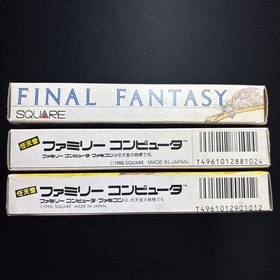 FINAL FANTASY
SQUARE
任天堂 ファミリー コンピュータ™
ファミリー コンピュータ・ファミコンは任天堂の商標です。
©1988, SQUARE MADE IN JAPAN
T4961012881024
任天堂 ファミリー コンピュータ™
ファミリー コンピュータ、ファミコンは任天堂の商標です
©1990, SQUARE MADE IN JAPAN
T4961012901012